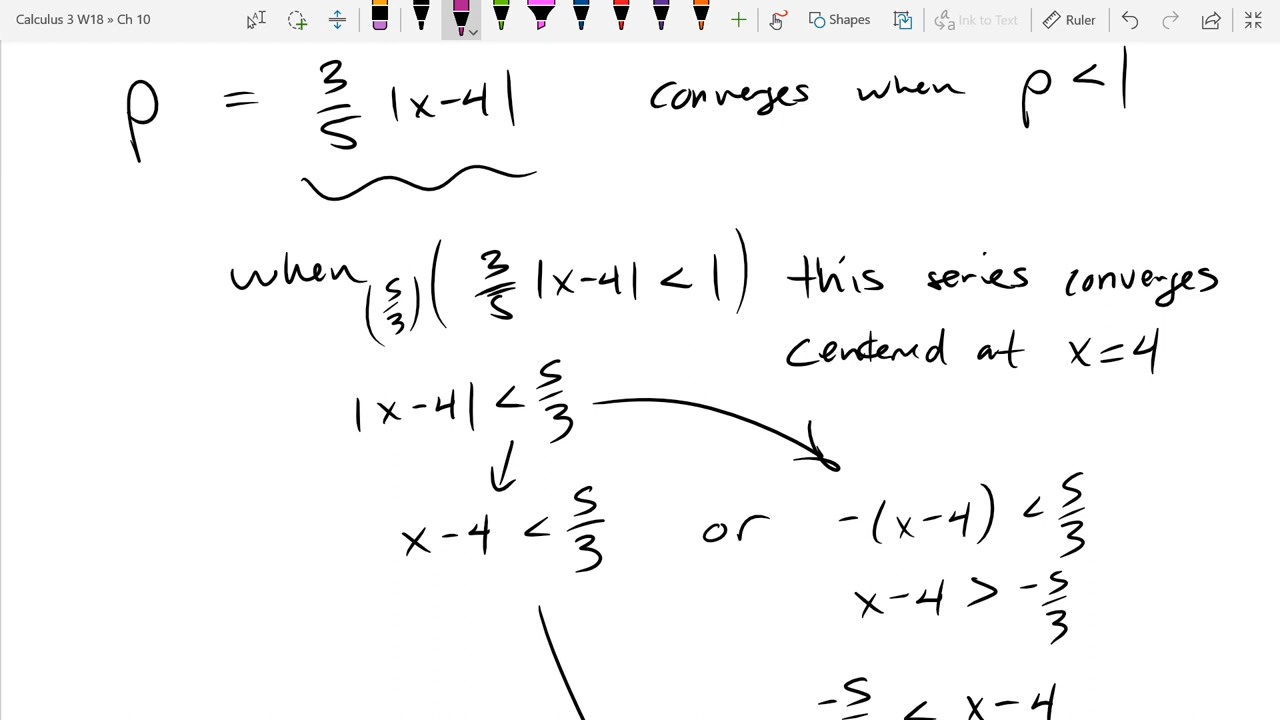 Calculus 3 W18 » Ch 10 Shapes Ink to Text Ruler
ρ = 3/5 |x-4| converges when ρ < 1
when (5/3) ( 3/5 |x-4| < 1 ) this series converges
centered at x=4
|x-4| < 5/3
x-4 < 5/3 or -(x-4) < 5/3
x-4 > -5/3
-5 < x-4